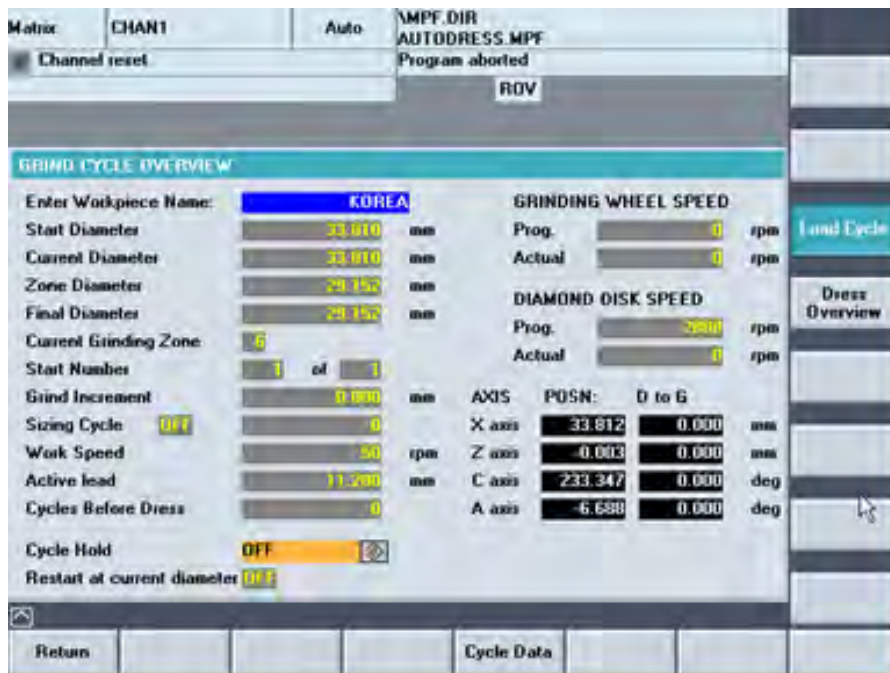 Matrix CHAN1 Auto \MPF.DIR
AUTODRESS.MPF
Channel reset Program aborted
ROV
GRIND CYCLE OVERVIEW
Enter Workpiece Name: KOREA
Start Diameter 33.810 mm
Current Diameter 33.810 mm
Zone Diameter 29.152 mm
Final Diameter 29.152 mm
Current Grinding Zone 6
Start Number 1 of 1
Grind Increment 0.000 mm
Sizing Cycle OFF 0
Work Speed 50 rpm
Active lead 11.200 mm
Cycles Before Dress 0
Cycle Hold OFF
Restart at current diameter OFF
GRINDING WHEEL SPEED
Prog. 0 rpm
Actual 0 rpm
DIAMOND DISK SPEED
Prog. rpm
Actual 0 rpm
AXIS POSN: D to G
X axis 33.812 0.000 mm
Z axis -0.003 0.000 mm
C axis 233.347 0.000 deg
A axis -6.688 0.000 deg
Load Cycle
Dress
Overview
Return Cycle Data